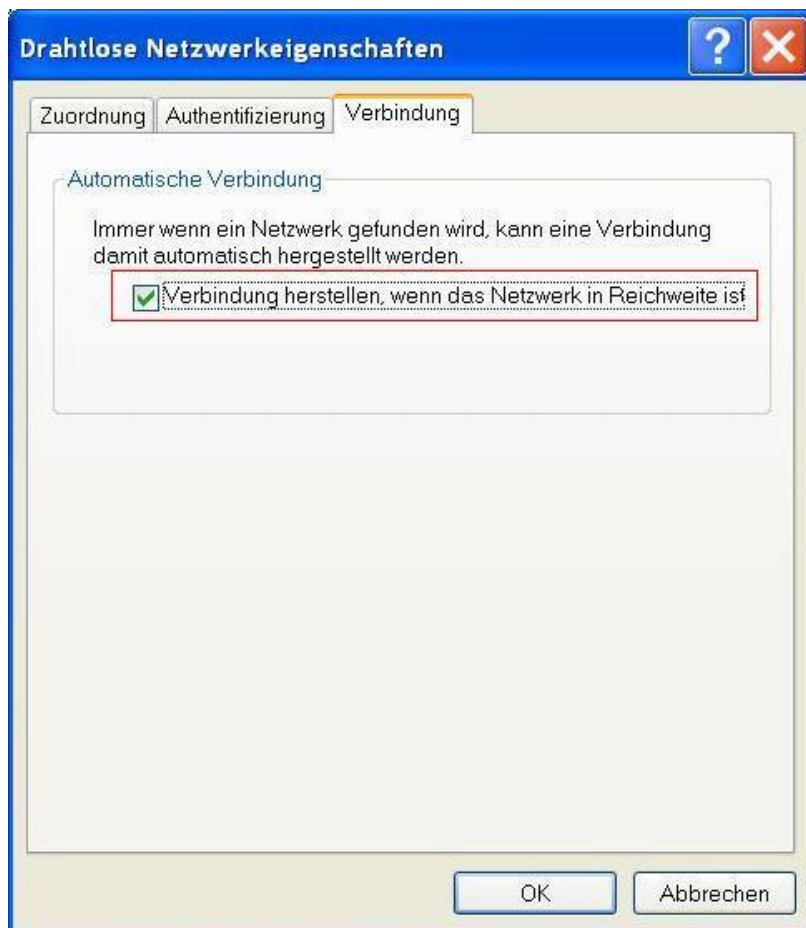 Drahtlose Netzwerkeigenschaften
?
Zuordnung Authentifizierung Verbindung
Automatische Verbindung
Immer wenn ein Netzwerk gefunden wird, kann eine Verbindung
damit automatisch hergestellt werden.
Verbindung herstellen, wenn das Netzwerk in Reichweite ist
OK Abbrechen